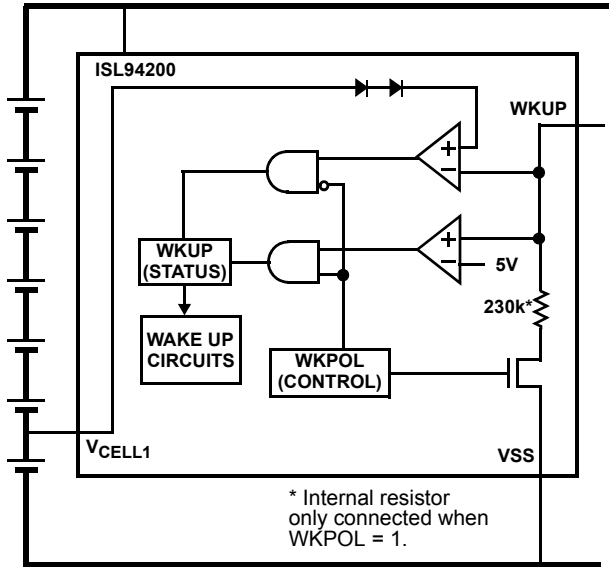 ISL94200
WKUP
+
−
WKUP
(STATUS)
+
−
5V
230k*
WAKE UP
CIRCUITS
WKPOL
(CONTROL)
VCELL1
VSS
* Internal resistor
only connected when
WKPOL = 1.